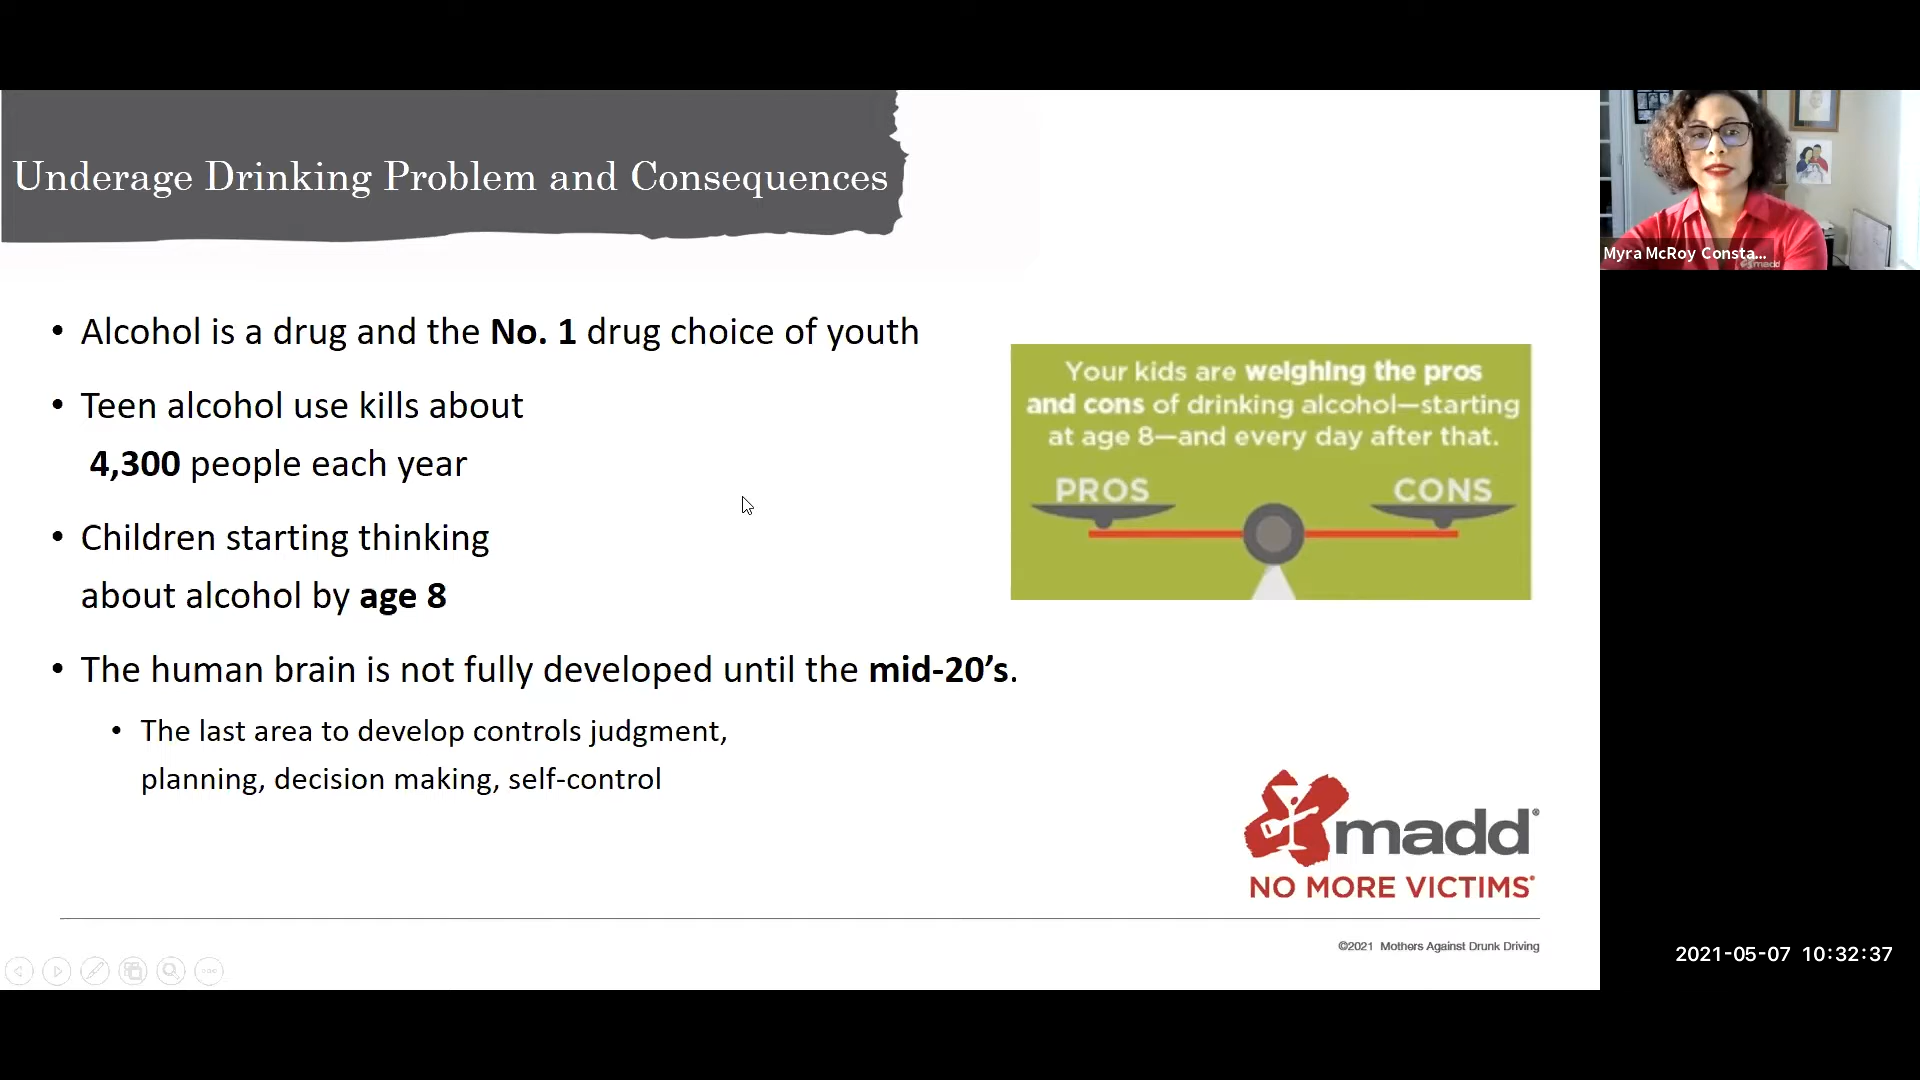 Underage Drinking Problem and Consequences
• Alcohol is a drug and the No. 1 drug choice of youth
• Teen alcohol use kills about
4,300 people each year
• Children starting thinking
about alcohol by age 8
• The human brain is not fully developed until the mid-20’s.
• The last area to develop controls judgment,
planning, decision making, self-control
Your kids are weighing the pros
and cons of drinking alcohol—starting
at age 8—and every day after that.
PROS
CONS
madd®
NO MORE VICTIMS®
©2021 Mothers Against Drunk Driving
Myra McRoy Consta...
madd
2021-05-07 10:32:37